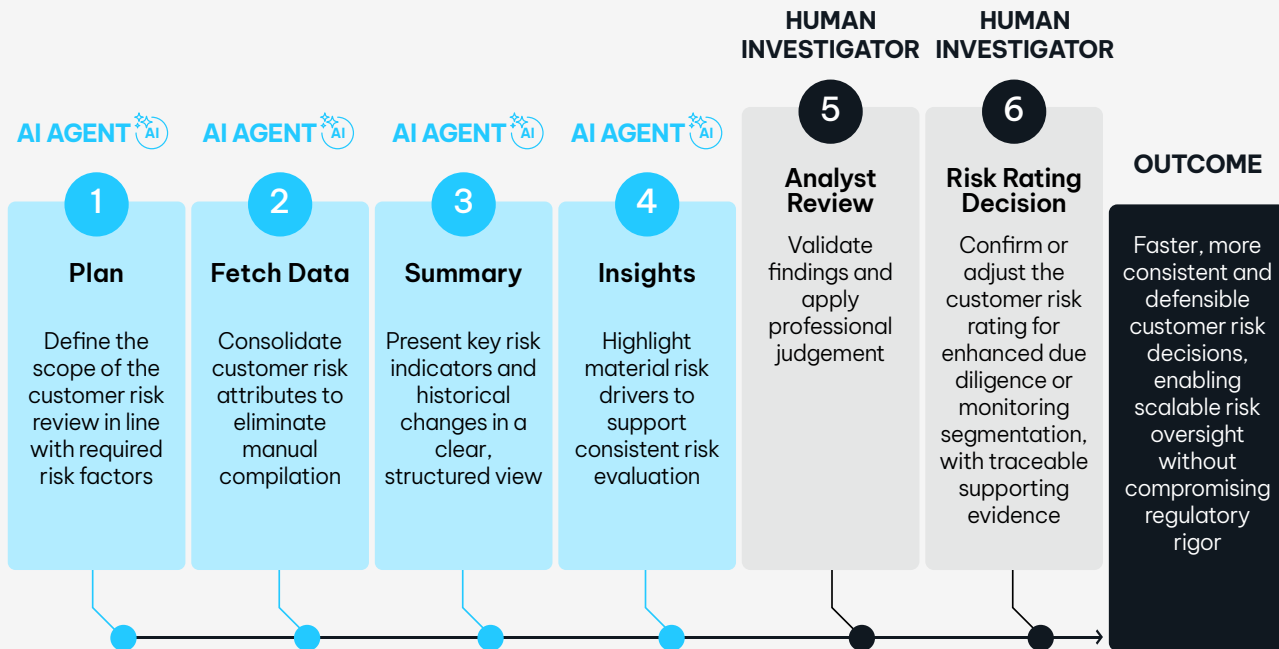 AI AGENT AI
1
Plan
Define the
scope of the
customer risk
review in line
with required
risk factors
AI AGENT AI
2
Fetch Data
Consolidate
customer risk
attributes to
eliminate
manual
compilation
AI AGENT AI
3
Summary
Present key risk
indicators and
historical
changes in a
clear,
structured view
AI AGENT AI
4
Insights
Highlight
material risk
drivers to
support
consistent risk
evaluation
HUMAN
INVESTIGATOR
5
Analyst
Review
Validate
findings and
apply
professional
judgement
HUMAN
INVESTIGATOR
6
Risk Rating
Decision
Confirm or
adjust the
customer risk
rating for
enhanced due
diligence or
monitoring
segmentation,
with traceable
supporting
evidence
OUTCOME
Faster, more
consistent and
defensible
customer risk
decisions,
enabling
scalable risk
oversight
without
compromising
regulatory
rigor